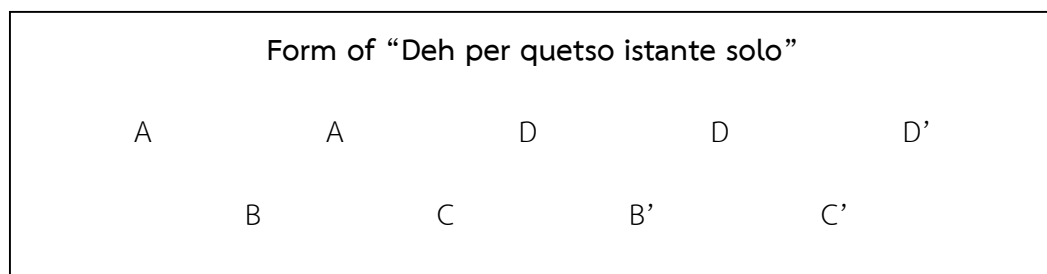 Form of “Deh per quetso istante solo”
A A D D D’
B C B’ C’